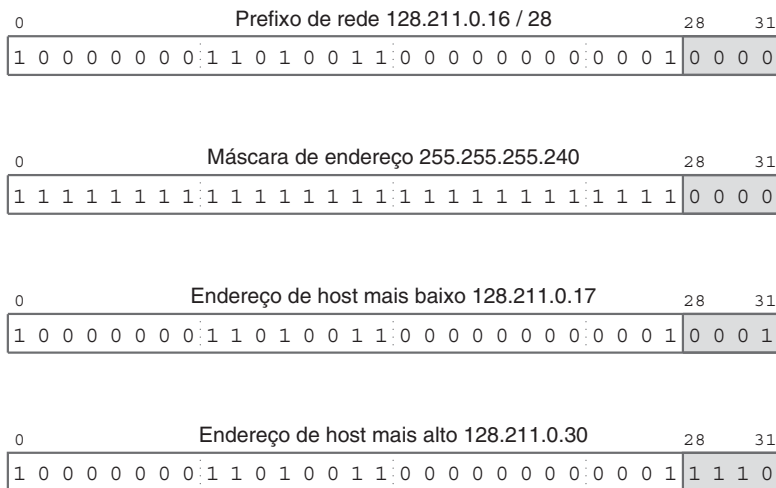 Prefixo de rede 128.211.0.16 / 28
0 28 31
1 0 0 0 0 0 0 0 1 1 0 1 0 0 1 1 0 0 0 0 0 0 0 0 0 0 0 1 0 0 0 0
Máscara de endereço 255.255.255.240
0 28 31
1 1 1 1 1 1 1 1 1 1 1 1 1 1 1 1 1 1 1 1 1 1 1 1 1 1 1 1 0 0 0 0
Endereço de host mais baixo 128.211.0.17
0 28 31
1 0 0 0 0 0 0 0 1 1 0 1 0 0 1 1 0 0 0 0 0 0 0 0 0 0 0 1 0 0 0 1
Endereço de host mais alto 128.211.0.30
0 28 31
1 0 0 0 0 0 0 0 1 1 0 1 0 0 1 1 0 0 0 0 0 0 0 0 0 0 0 1 1 1 1 0